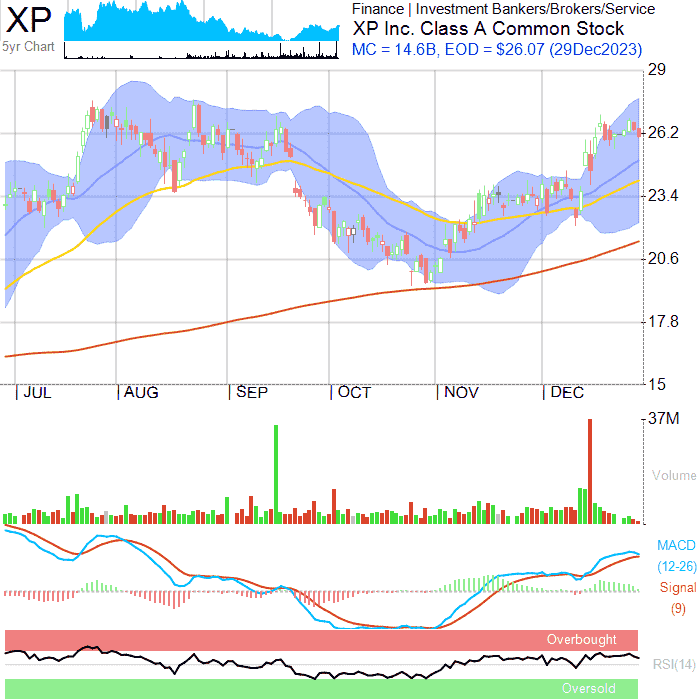 XP
5yr Chart
Finance | Investment Bankers/Brokers/Service
XP Inc. Class A Common Stock
MC = 14.6B, EOD = $26.07 (29Dec2023)
29
26.2
23.4
20.6
17.8
15
JUL AUG SEP OCT NOV DEC
37M
Volume
MACD
(12-26)
Signal
(9)
Overbought
RSI(14)
Oversold